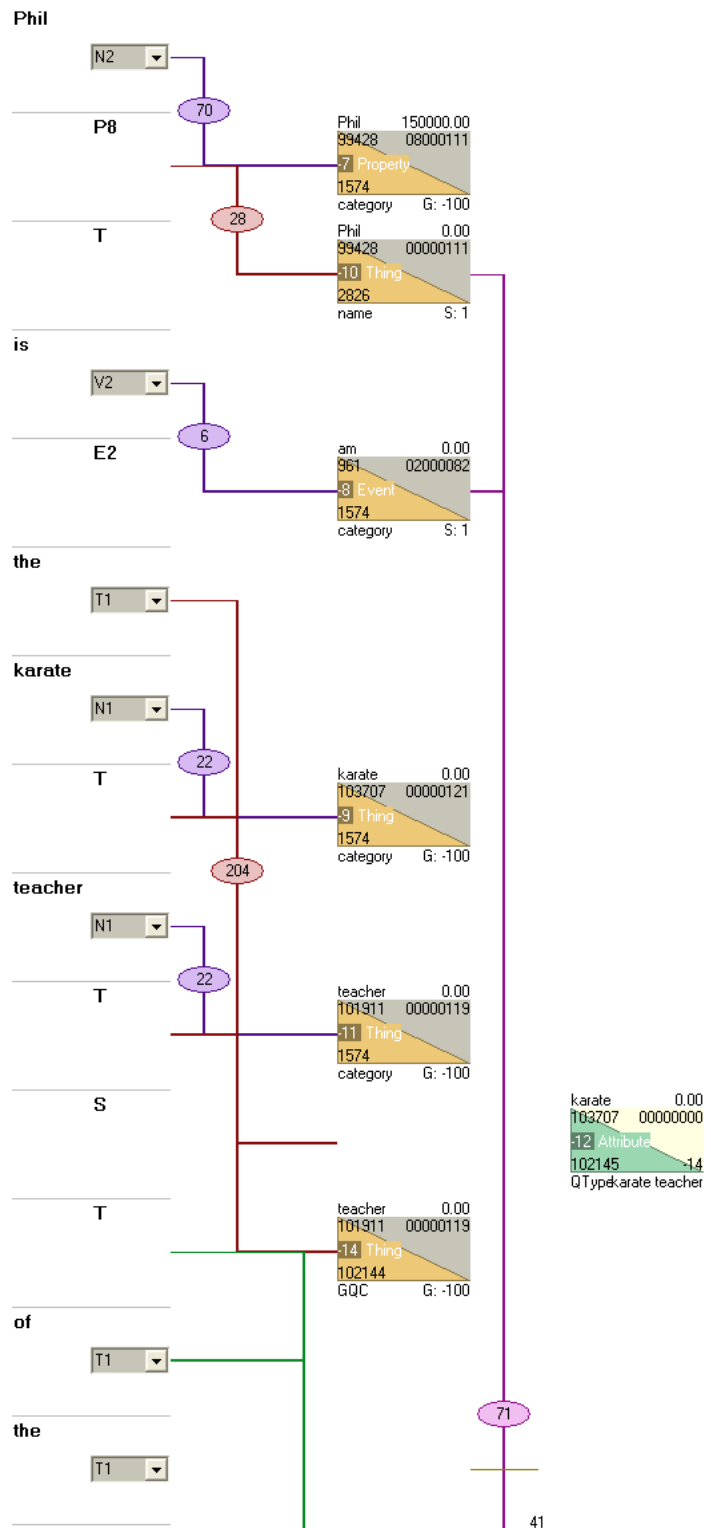 Phil
N2
70
P8
Phil 150000.00
99428 08000111
-7 Property
1574
category G: -100
28
T
Phil 0.00
99428 00000111
-10 Thing
2826
name S: 1
is
V2
6
E2
am 0.00
961 02000082
-8 Event
1574
category S: 1
the
T1
karate
N1
22
T
karate 0.00
103707 00000121
-9 Thing
1574
category G: -100
204
teacher
N1
22
T
teacher 0.00
101911 00000119
-11 Thing
1574
category G: -100
S
karate 0.00
103707 00000000
-12 Attribute
102145 -14
QTypekarate teacher
T
teacher 0.00
101911 00000119
-14 Thing
102144
GQC G: -100
of
T1
71
the
T1
41